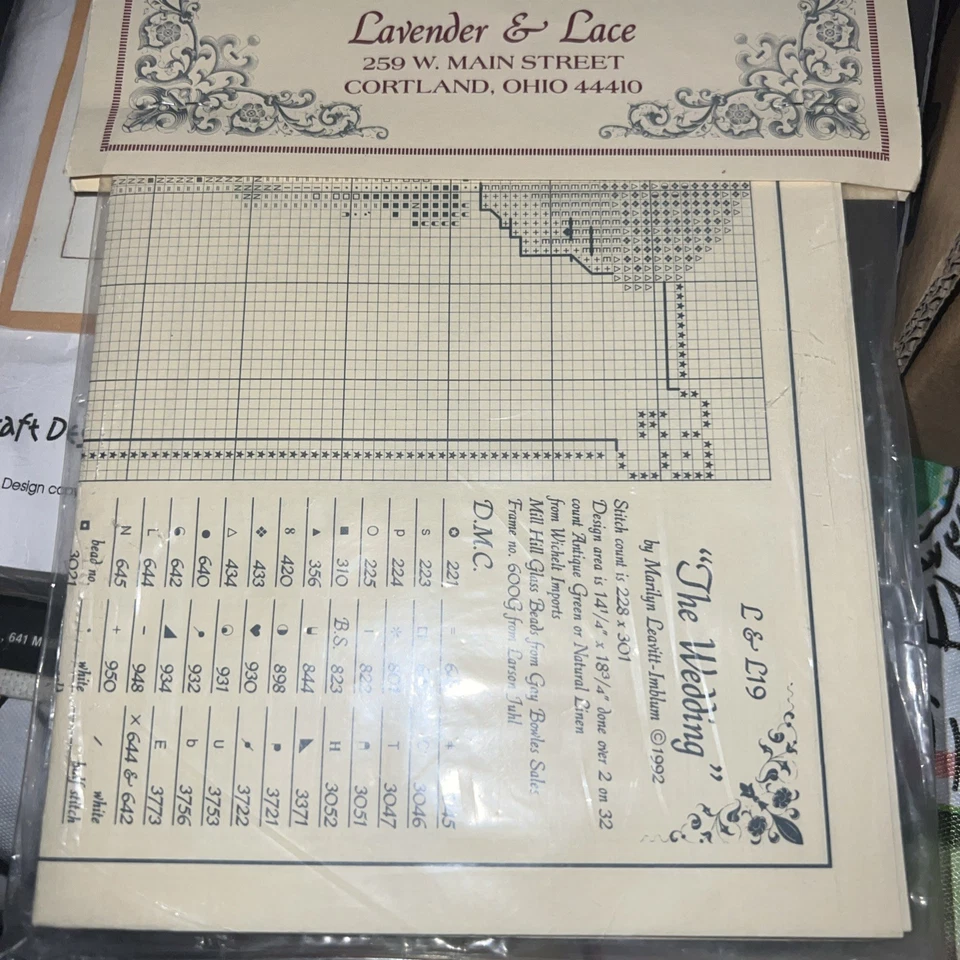 Lavender & Lace
259 W. MAIN STREET
CORTLAND, OHIO 44410
L & L19
“The Wedding”
by Marilyn Leavitt-Imblum ©1992
Stitch count is 228 x 301
Design area is 14¼" x 18¾" done over 2 on 32
count Antique Green or Natural Linen
from Wichelt Imports
Mill Hill Glass Beads from Gay Bowles Sales
Frame no. 600G from Larson Juhl
D.M.C.
✪ 221
s 223 3046
p 224 T 3047
O 225 822 3051
■ 310 B.S. 823 H 3052
▲ 356 844 3371
8 420 898 3721
❖ 433 ♥ 930 3722
△ 434 931 U 3753
● 640 932 b 3756
642 934 E 3773
L 644 - 948 x 644 & 642
N 645 + 950 / white
bead no. white half stitch
3021
Design
641 M